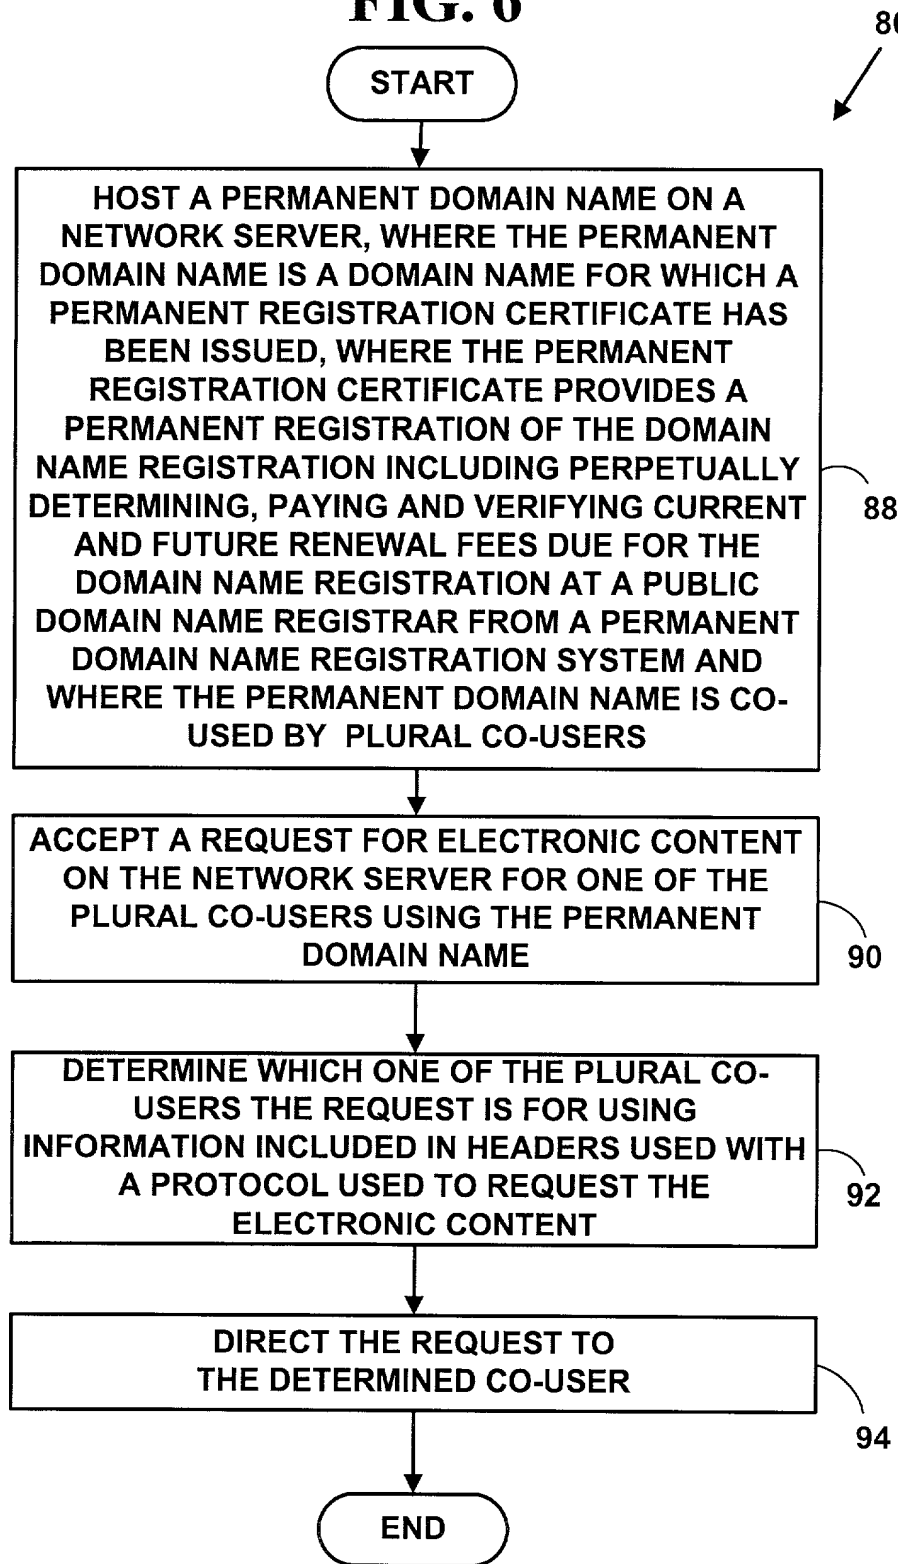 FIG. 6
START
HOST A PERMANENT DOMAIN NAME ON A
NETWORK SERVER, WHERE THE PERMANENT
DOMAIN NAME IS A DOMAIN NAME FOR WHICH A
PERMANENT REGISTRATION CERTIFICATE HAS
BEEN ISSUED, WHERE THE PERMANENT
REGISTRATION CERTIFICATE PROVIDES A
PERMANENT REGISTRATION OF THE DOMAIN
NAME REGISTRATION INCLUDING PERPETUALLY
DETERMINING, PAYING AND VERIFYING CURRENT
AND FUTURE RENEWAL FEES DUE FOR THE
DOMAIN NAME REGISTRATION AT A PUBLIC
DOMAIN NAME REGISTRAR FROM A PERMANENT
DOMAIN NAME REGISTRATION SYSTEM AND
WHERE THE PERMANENT DOMAIN NAME IS CO-
USED BY PLURAL CO-USERS
88
ACCEPT A REQUEST FOR ELECTRONIC CONTENT
ON THE NETWORK SERVER FOR ONE OF THE
PLURAL CO-USERS USING THE PERMANENT
DOMAIN NAME
90
DETERMINE WHICH ONE OF THE PLURAL CO-
USERS THE REQUEST IS FOR USING
INFORMATION INCLUDED IN HEADERS USED WITH
A PROTOCOL USED TO REQUEST THE
ELECTRONIC CONTENT
92
DIRECT THE REQUEST TO
THE DETERMINED CO-USER
94
END